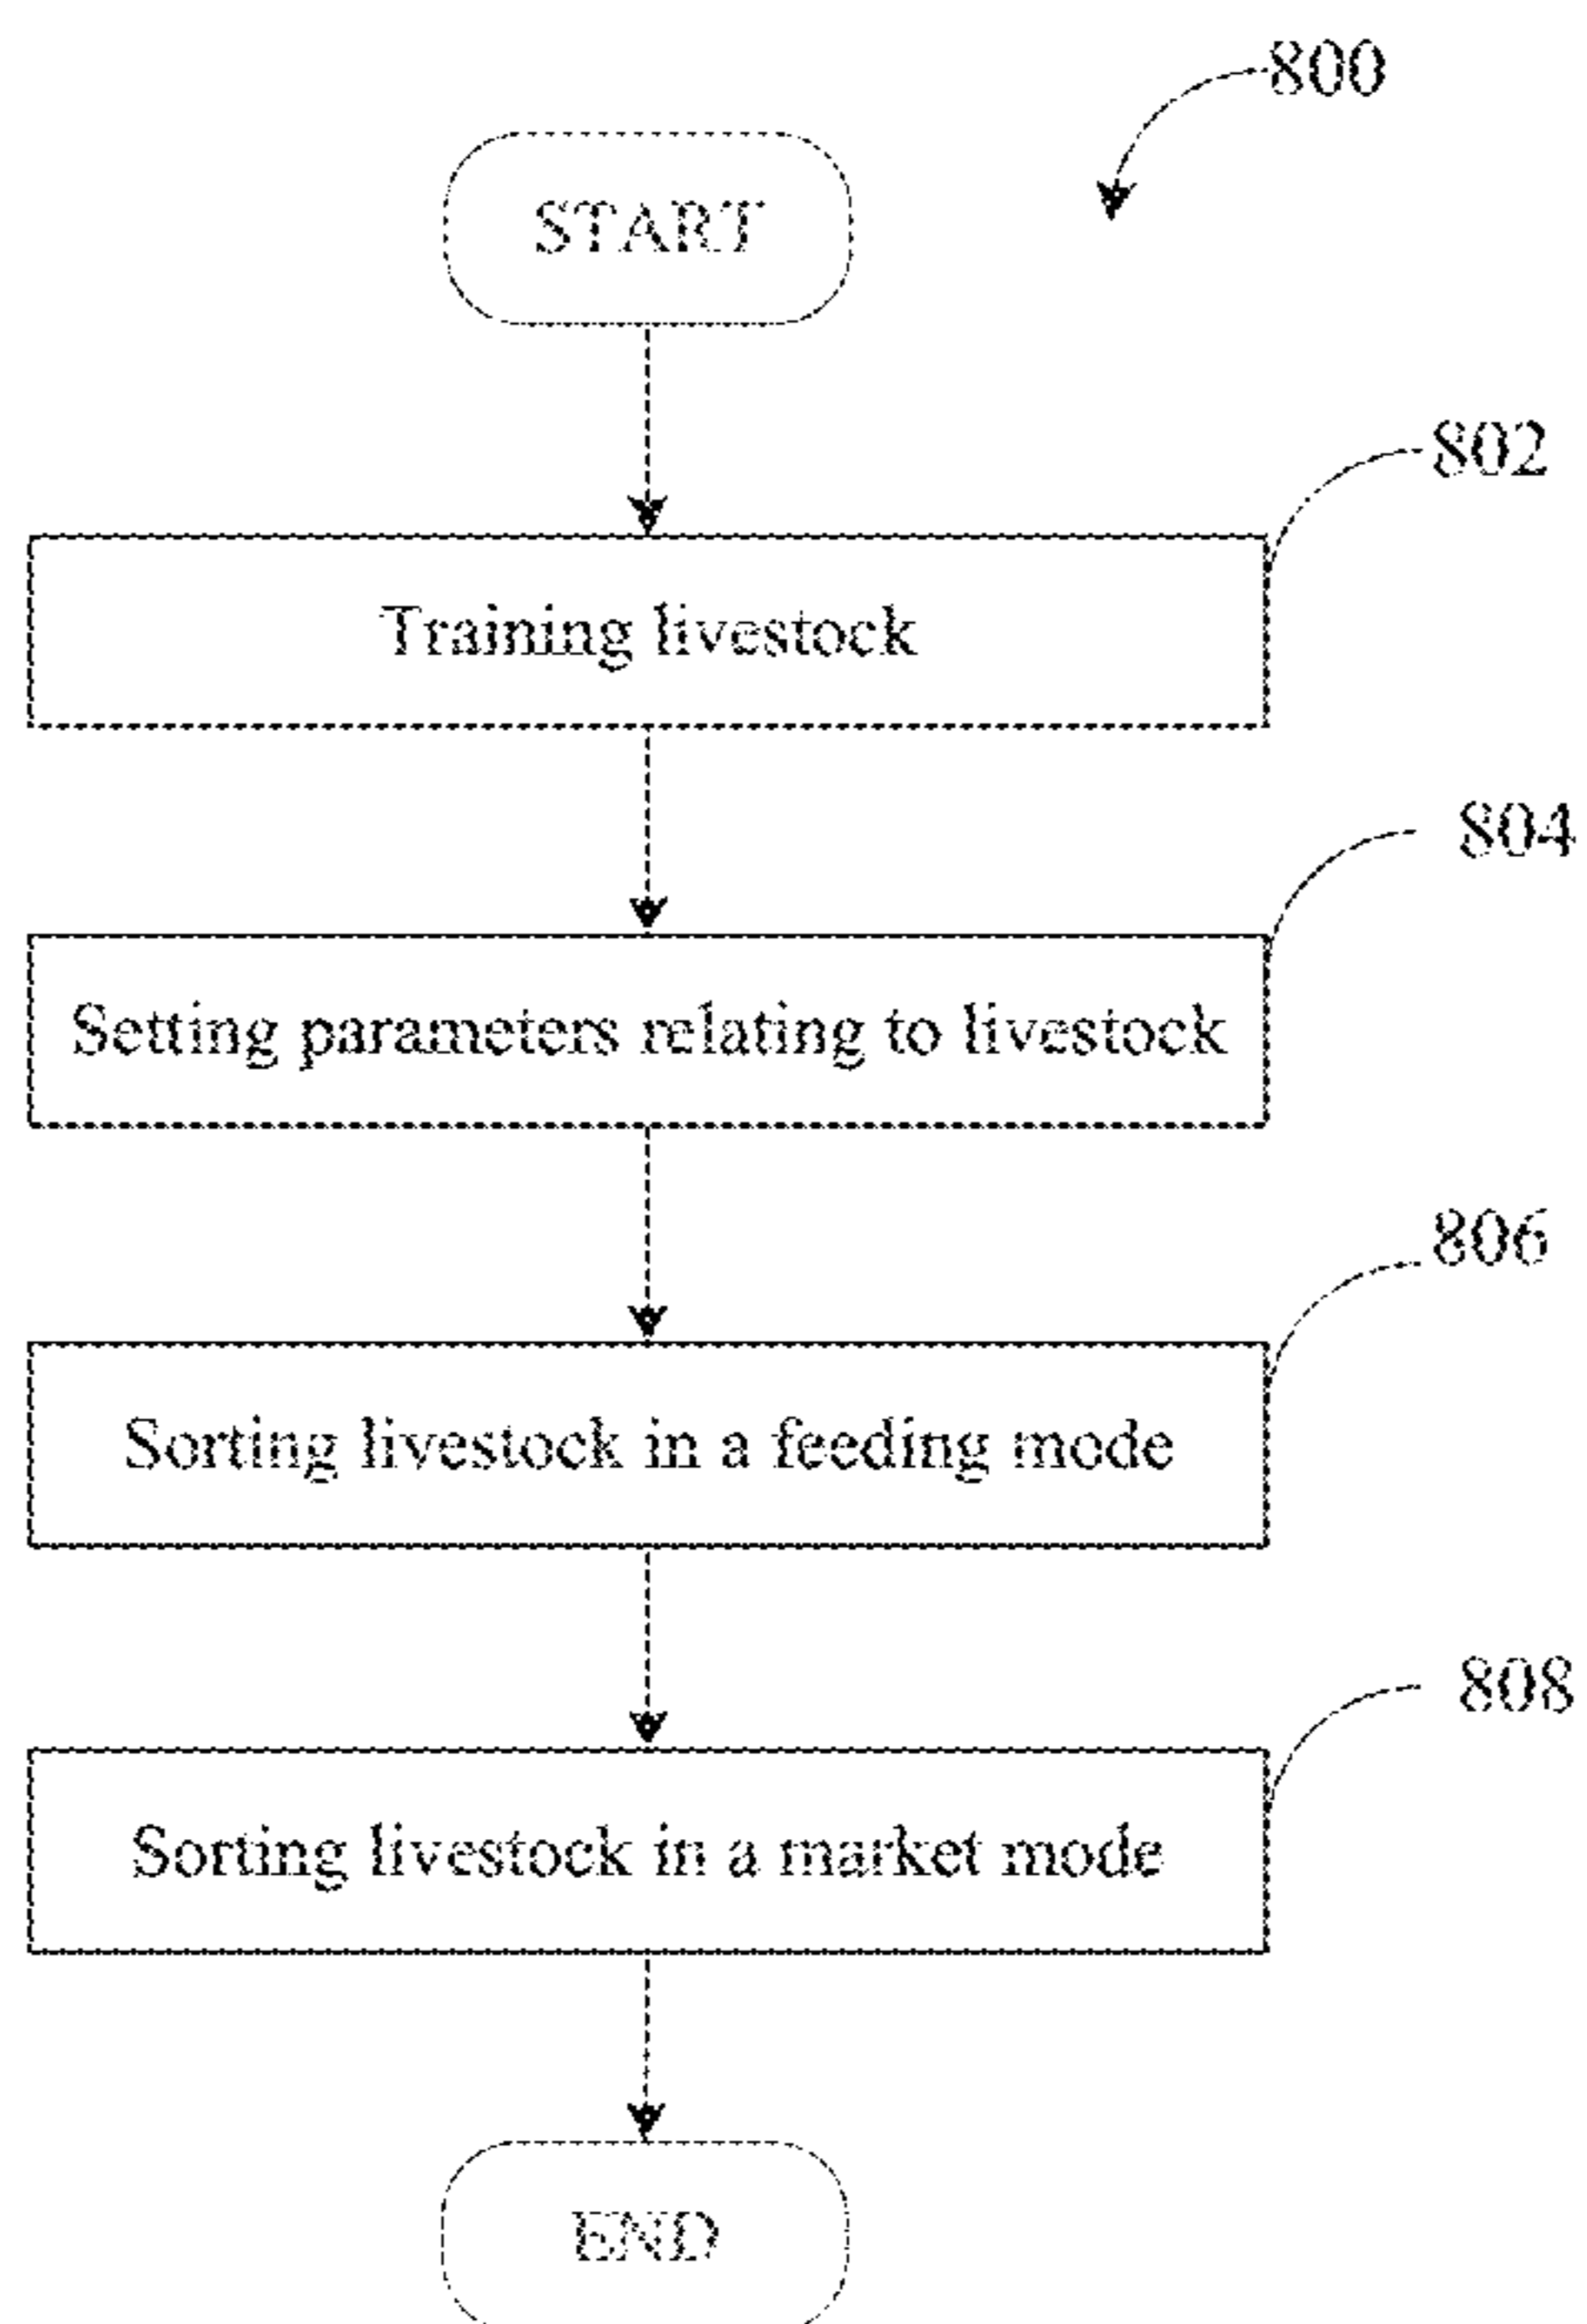 800
START
802
Training livestock
804
Setting parameters relating to livestock
806
Sorting livestock in a feeding mode
808
Sorting livestock in a market mode
END